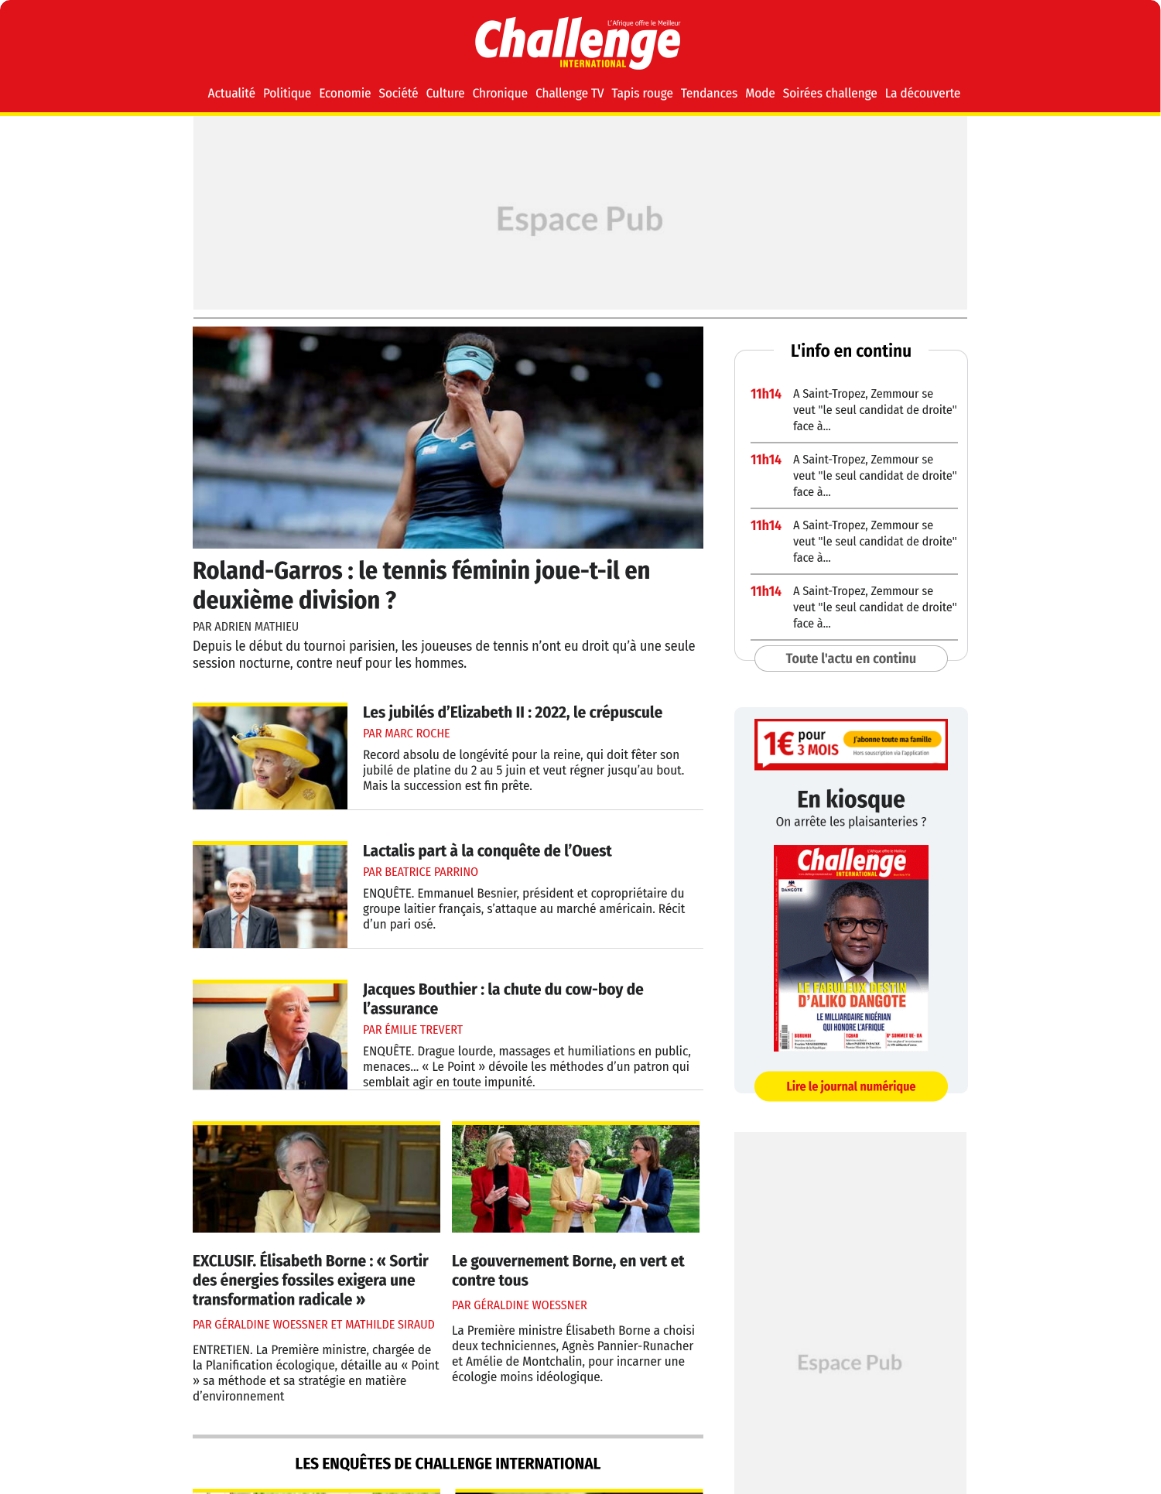 L'Afrique offre le Meilleur
Challenge
INTERNATIONAL
Actualité Politique Economie Société Culture Chronique Challenge TV Tapis rouge Tendances Mode Soirées challenge La découverte
Espace Pub
Roland-Garros : le tennis féminin joue-t-il en
deuxième division ?
PAR ADRIEN MATHIEU
Depuis le début du tournoi parisien, les joueuses de tennis n’ont eu droit qu’à une seule
session nocturne, contre neuf pour les hommes.
Les jubilés d’Elizabeth II : 2022, le crépuscule
PAR MARC ROCHE
Record absolu de longévité pour la reine, qui doit fêter son
jubilé de platine du 2 au 5 juin et veut régner jusqu’au bout.
Mais la succession est fin prête.
Lactalis part à la conquête de l’Ouest
PAR BEATRICE PARRINO
ENQUÊTE. Emmanuel Besnier, président et copropriétaire du
groupe laitier français, s’attaque au marché américain. Récit
d’un pari osé.
Jacques Bouthier : la chute du cow-boy de
l’assurance
PAR ÉMILIE TREVERT
ENQUÊTE. Drague lourde, massages et humiliations en public,
menaces... « Le Point » dévoile les méthodes d’un patron qui
semblait agir en toute impunité.
EXCLUSIF. Élisabeth Borne : « Sortir
des énergies fossiles exigera une
transformation radicale »
PAR GÉRALDINE WOESSNER ET MATHILDE SIRAUD
ENTRETIEN. La Première ministre, chargée de
la Planification écologique, détaille au « Point
» sa méthode et sa stratégie en matière
d’environnement
Le gouvernement Borne, en vert et
contre tous
PAR GÉRALDINE WOESSNER
La Première ministre Élisabeth Borne a choisi
deux techniciennes, Agnès Pannier-Runacher
et Amélie de Montchalin, pour incarner une
écologie moins idéologique.
LES ENQUÊTES DE CHALLENGE INTERNATIONAL
L'info en continu
11h14 A Saint-Tropez, Zemmour se
veut "le seul candidat de droite"
face à...
11h14 A Saint-Tropez, Zemmour se
veut "le seul candidat de droite"
face à...
11h14 A Saint-Tropez, Zemmour se
veut "le seul candidat de droite"
face à...
11h14 A Saint-Tropez, Zemmour se
veut "le seul candidat de droite"
face à...
Toute l'actu en continu
1€ pour
3 MOIS
J'abonne toute ma famille
Hors souscription via l'application
En kiosque
On arrête les plaisanteries ?
Challenge
INTERNATIONAL
DANGOTE
LE FABULEUX DESTIN
D'ALIKO DANGOTE
LE MILLIARDAIRE NIGÉRIAN
QUI HONORE L'AFRIQUE
Lire le journal numérique
Espace Pub